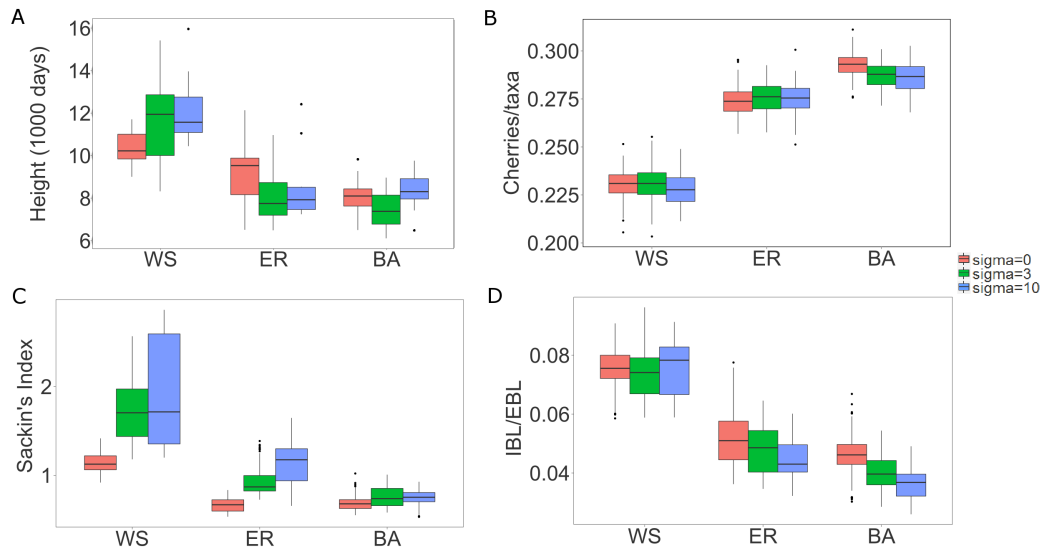 A
Height (1000 days)
16
14
12
10
8
6
WS ER BA
B
Cherries/taxa
0.300
0.275
0.250
0.225
0.200
WS ER BA
sigma=0
sigma=3
sigma=10
C
Sackin's Index
2
1
WS ER BA
D
IBL/EBL
0.08
0.06
0.04
WS ER BA